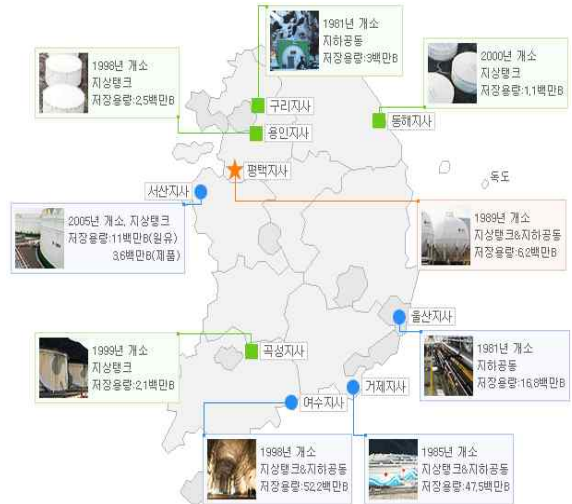 1981년 개소
지하공동
저장용량:3백만B
1998년 개소
지상탱크
저장용량:2,5백만B
2000년 개소
지상탱크
저장용량:1,1백만B
구리지사
동해지사
용인지사
평택지사
독도
서산지사
2005년 개소, 지상탱크
저장용량:11백만B(원유)
3,6백만B(제품)
1989년 개소
지상탱크&지하공동
저장용량:6,2백만B
울산지사
1981년 개소
지하공동
저장용량:16,8백만B
곡성지사
1999년 개소
지상탱크
저장용량:2,1백만B
거제지사
여수지사
1998년 개소
지상탱크&지하공동
저장용량:52,2백만B
1985년 개소
지상탱크&지하공동
저장용량:47,5백만B